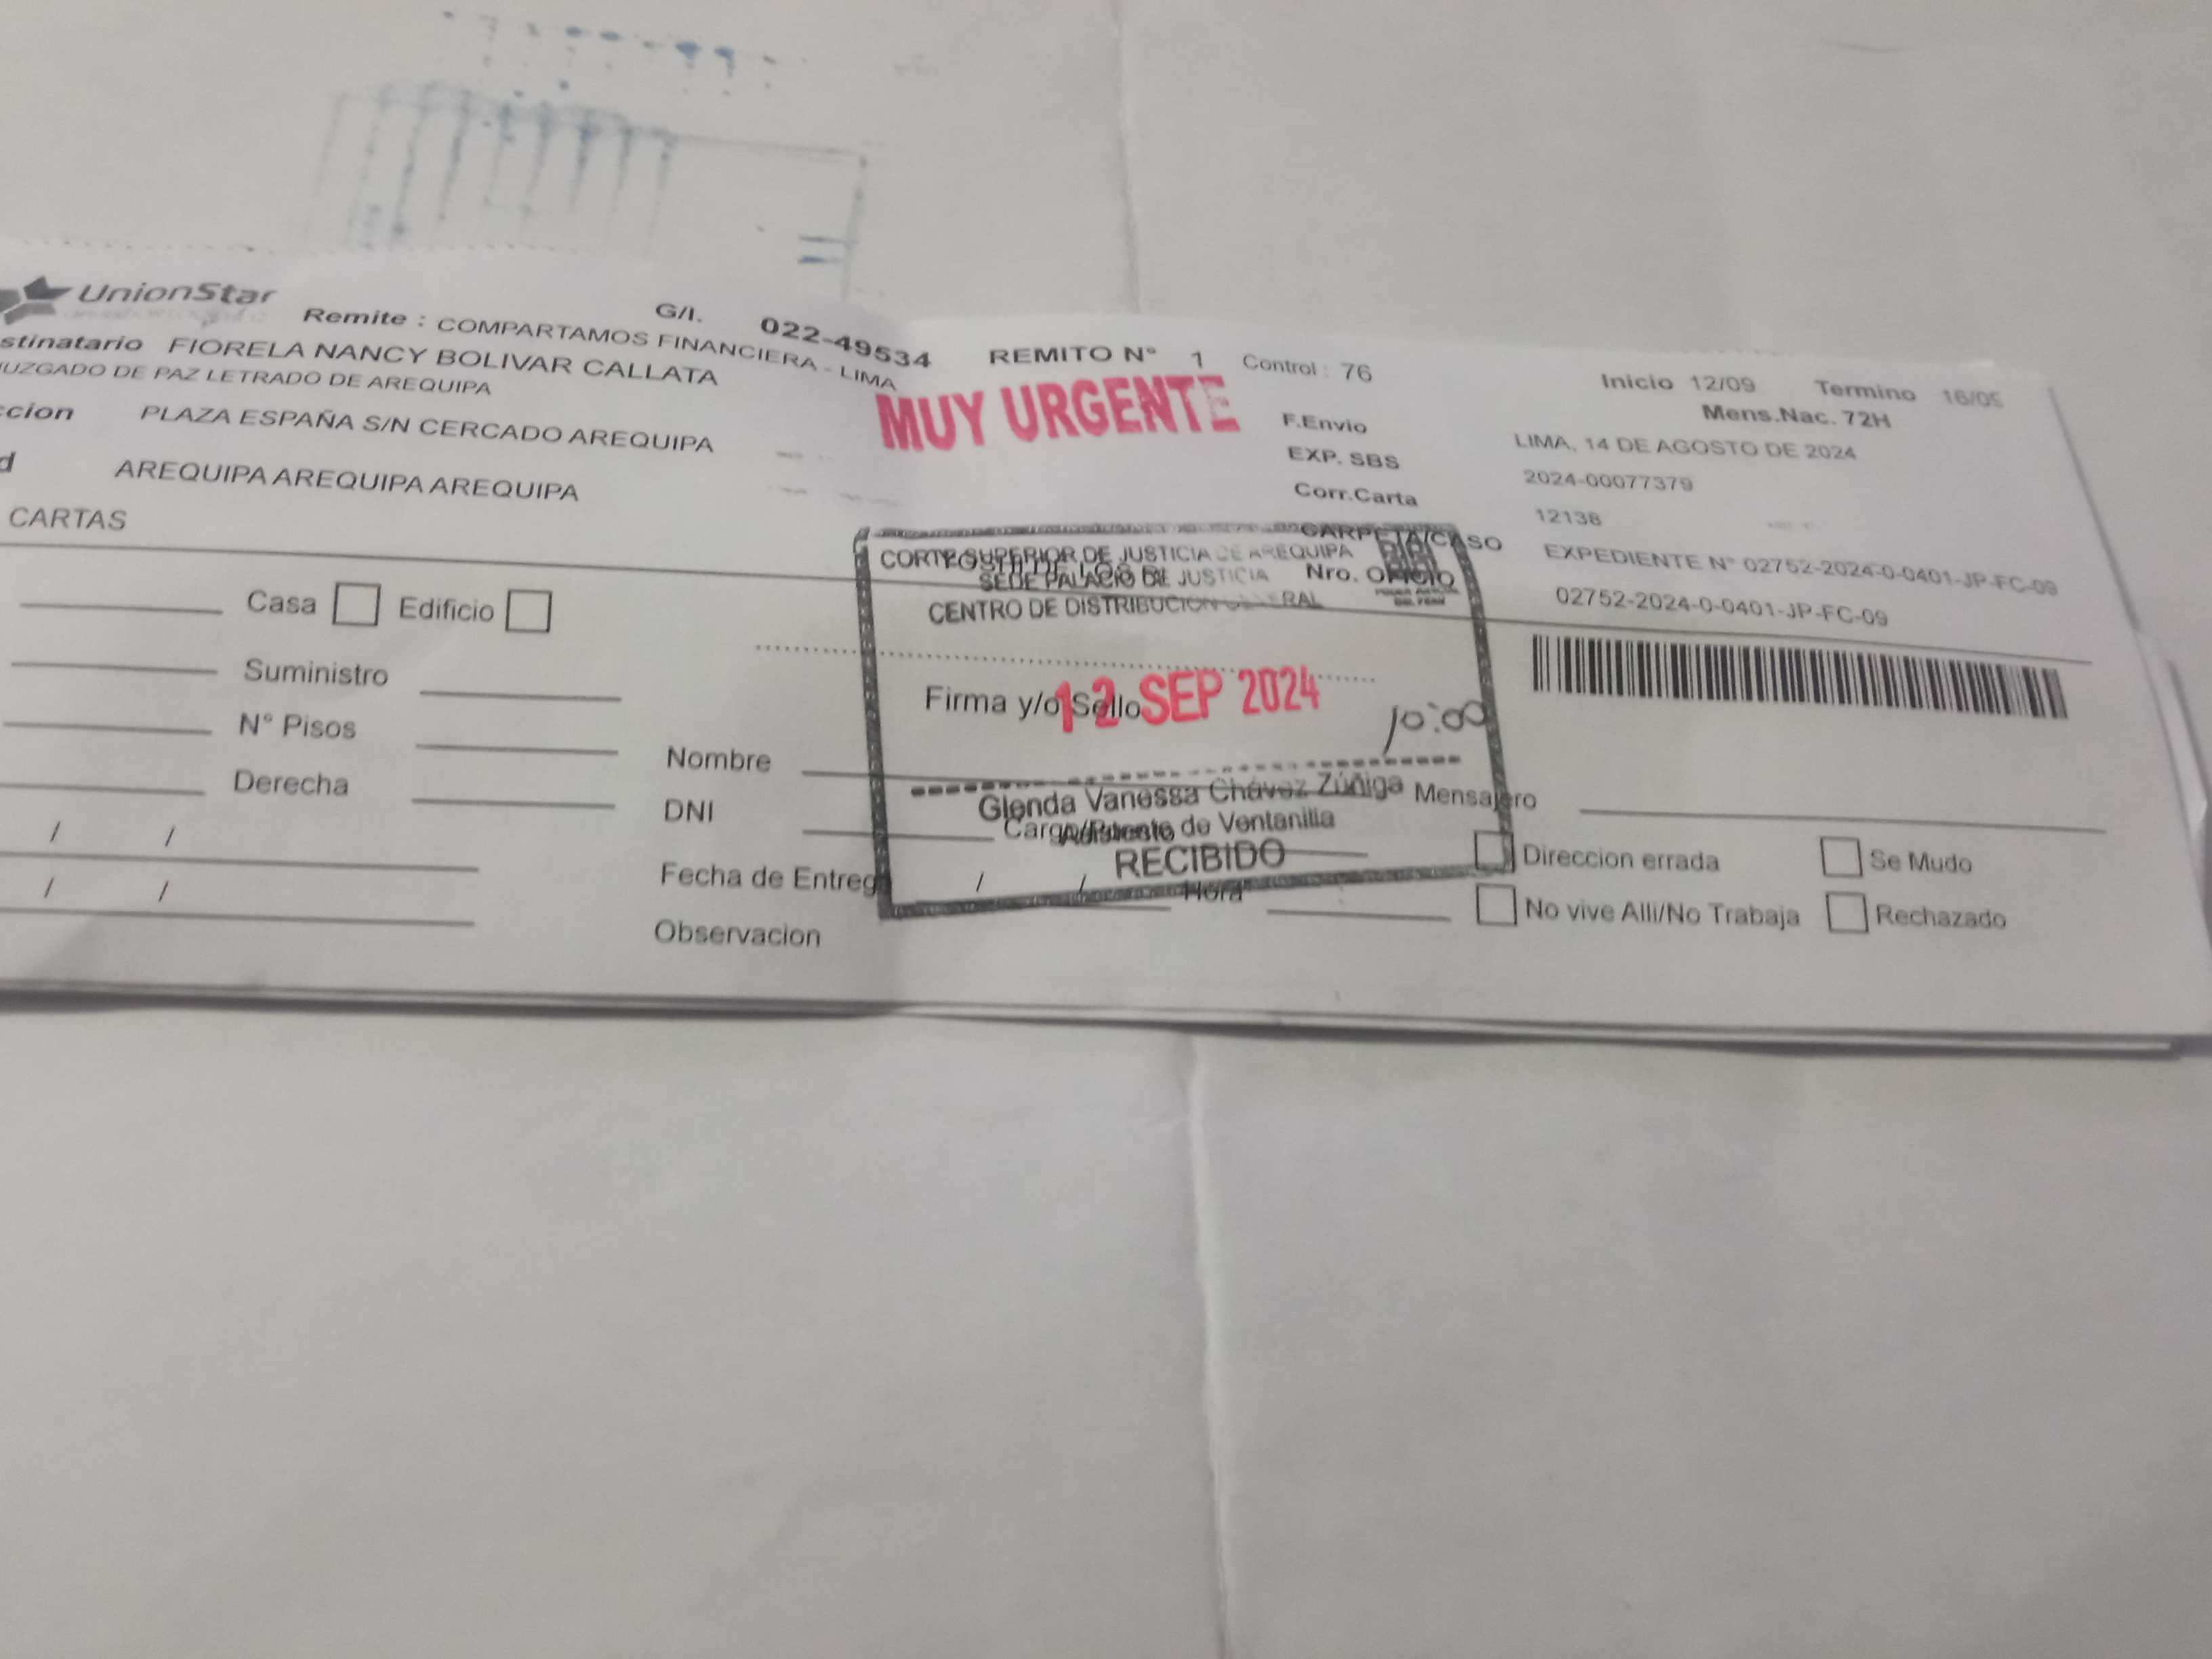 UnionStar
G/I. 022-49534 REMITO N° 1 Control : 76 Inicio 12/09 Termino 16/09
Remite : COMPARTAMOS FINANCIERA - LIMA
Mens.Nac. 72H
stinatario FIORELA NANCY BOLIVAR CALLATA
MUY URGENTE
UZGADO DE PAZ LETRADO DE AREQUIPA
F.Envio LIMA, 14 DE AGOSTO DE 2024
ccion PLAZA ESPAÑA S/N CERCADO AREQUIPA
EXP. SBS 2024-00077379
d AREQUIPA AREQUIPA AREQUIPA
Corr.Carta 12138
CARTAS
CARPETA/CASO EXPEDIENTE N° 02752-2024-0-0401-JP-FC-09
Nro. OFICIO 02752-2024-0-0401-JP-FC-09
CORTE SUPERIOR DE JUSTICIA DE AREQUIPA
SEDE PALACIO DE JUSTICIA
CENTRO DE DISTRIBUCION GENERAL
Casa Edificio
Suministro
Firma y/o Sello
12 SEP 2024
10:00
N° Pisos
Nombre
Derecha
Glenda Vanessa Chávez Zúñiga
Mensajero
DNI
de Ventanilla
RECIBIDO
/ /
Direccion errada Se Mudo
Fecha de Entreg / / Hora
/ /
No vive Alli/No Trabaja Rechazado
Observacion